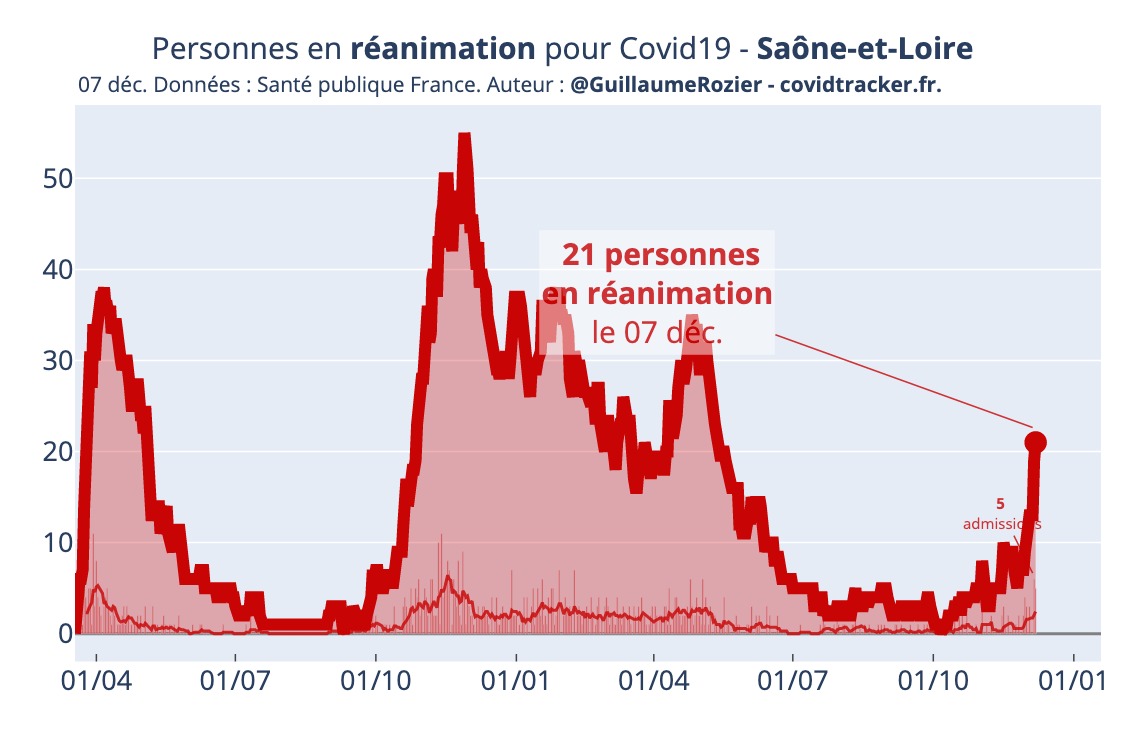 Personnes en réanimation pour Covid19 - Saône-et-Loire
07 déc. Données : Santé publique France. Auteur : @GuillaumeRozier - covidtracker.fr.
50
40
30
20
10
0
21 personnes
en réanimation
le 07 déc.
5
admissions
01/04
01/07
01/10
01/01
01/04
01/07
01/10
01/01